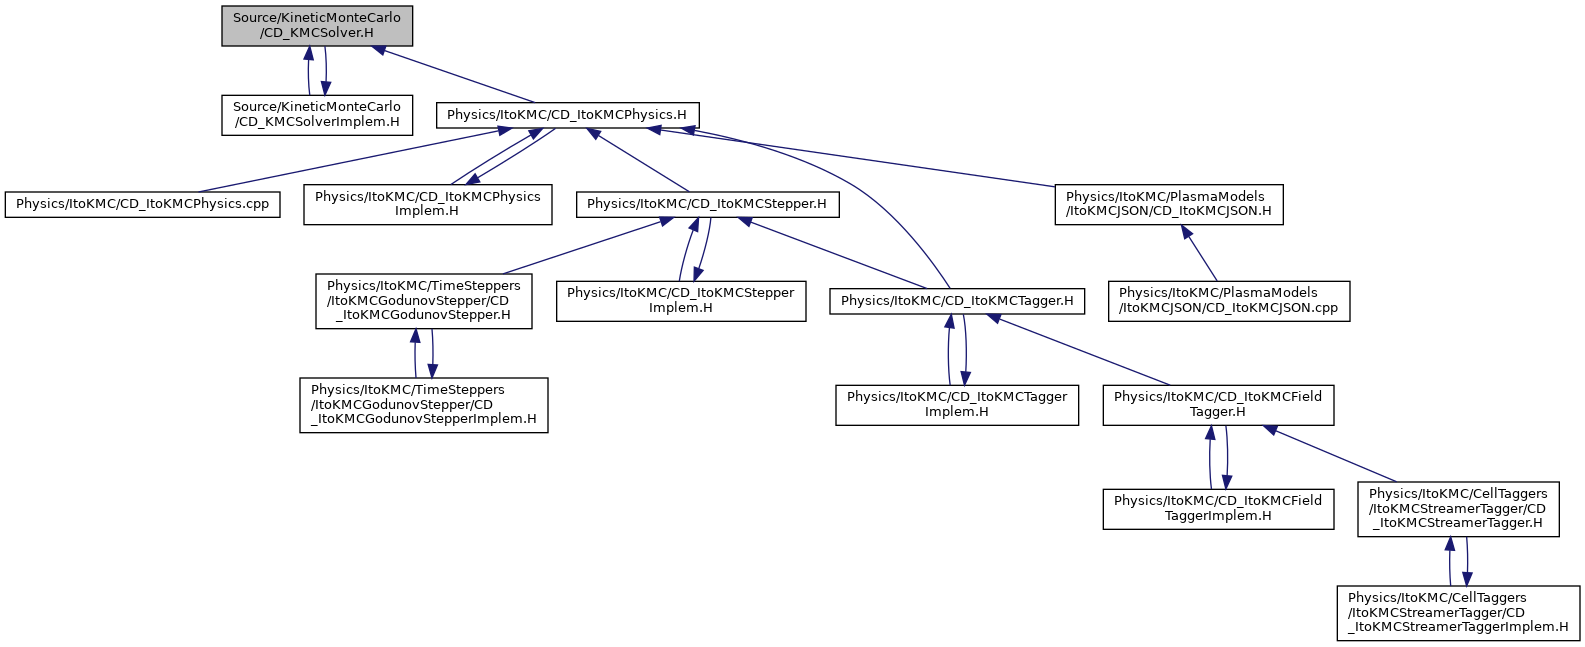 Source/KineticMonteCarlo
/CD_KMCSolver.H
Source/KineticMonteCarlo
/CD_KMCSolverImplem.H
Physics/ItoKMC/CD_ItoKMCPhysics.H
Physics/ItoKMC/CD_ItoKMCPhysics.cpp
Physics/ItoKMC/CD_ItoKMCPhysics
Implem.H
Physics/ItoKMC/CD_ItoKMCStepper.H
Physics/ItoKMC/PlasmaModels
/ItoKMCJSON/CD_ItoKMCJSON.H
Physics/ItoKMC/TimeSteppers
/ItoKMCGodunovStepper/CD
_ItoKMCGodunovStepper.H
Physics/ItoKMC/CD_ItoKMCStepper
Implem.H
Physics/ItoKMC/CD_ItoKMCTagger.H
Physics/ItoKMC/PlasmaModels
/ItoKMCJSON/CD_ItoKMCJSON.cpp
Physics/ItoKMC/TimeSteppers
/ItoKMCGodunovStepper/CD
_ItoKMCGodunovStepperImplem.H
Physics/ItoKMC/CD_ItoKMCTagger
Implem.H
Physics/ItoKMC/CD_ItoKMCField
Tagger.H
Physics/ItoKMC/CD_ItoKMCField
TaggerImplem.H
Physics/ItoKMC/CellTaggers
/ItoKMCStreamerTagger/CD
_ItoKMCStreamerTagger.H
Physics/ItoKMC/CellTaggers
/ItoKMCStreamerTagger/CD
_ItoKMCStreamerTaggerImplem.H